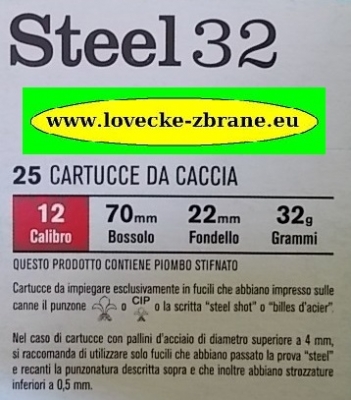 Steel 32
www.lovecke-zbrane.eu
25 CARTUCCE DA CACCIA
12 70mm 22mm 32g
Calibro Bossolo Fondello Grammi
QUESTO PRODOTTO CONTIENE PIOMBO STIFNATO
Cartucce da impiegare esclusivamente in fucili che abbiano impresso sulle
canne il punzone o CIP o la scritta "steel shot" o "billes d'acier".
Nel caso di cartucce con pallini d'acciaio di diametro superiore a 4 mm,
si raccomanda di utilizzare solo fucili che abbiano passato la prova "steel"
e recanti la punzonatura descritta sopra e che inoltre abbiano strozzature
inferiori a 0,5 mm.